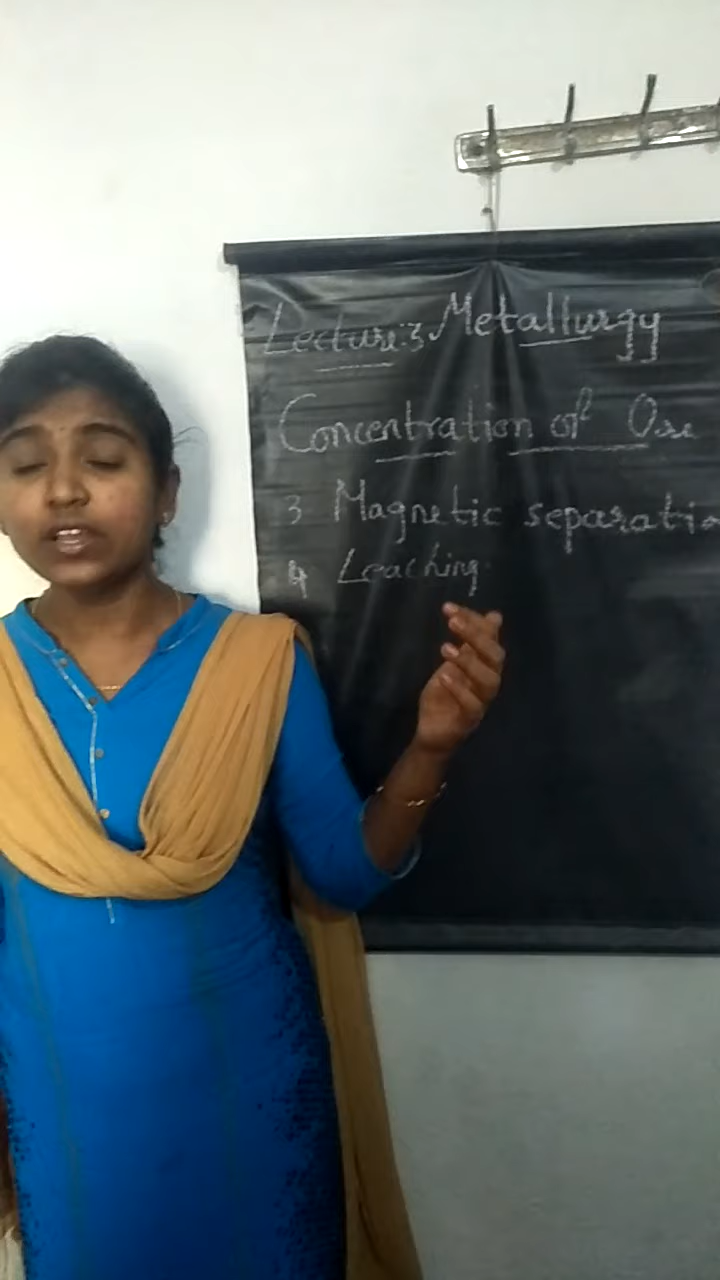 Lecture:3 Metallurgy
Concentration of Ore
3 Magnetic separatio
4 Leaching